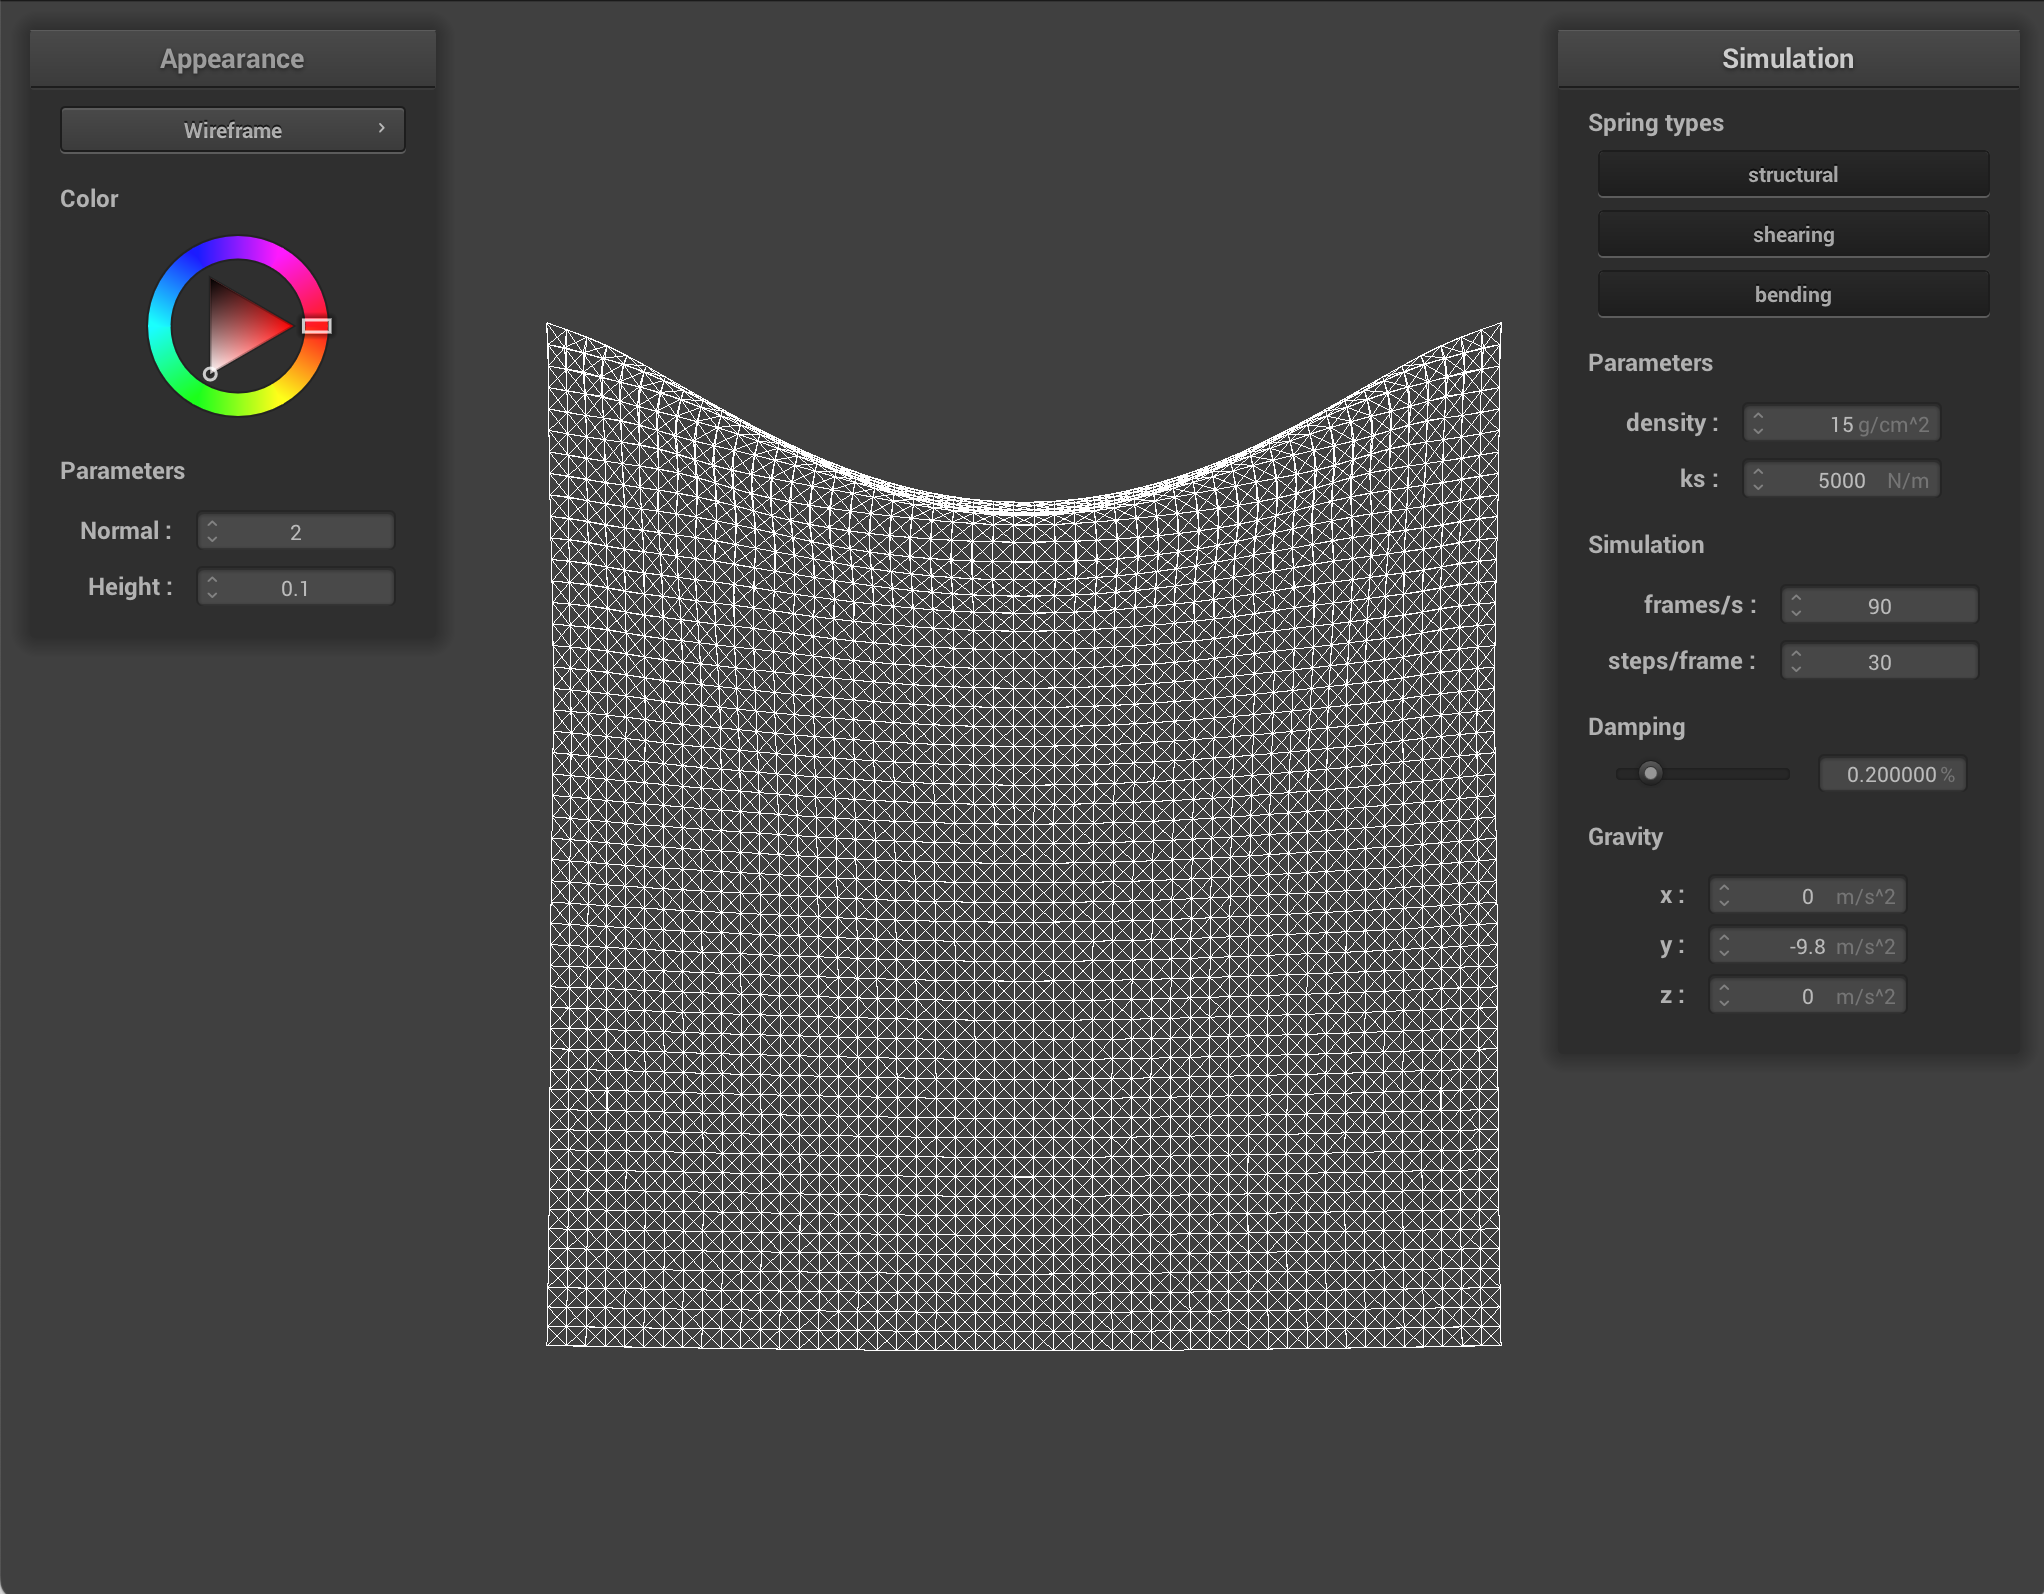 Appearance
Wireframe
Color
Parameters
Normal : 2
Height : 0.1
Simulation
Spring types
structural
shearing
bending
Parameters
density : 15 g/cm^2
ks : 5000 N/m
Simulation
frames/s : 90
steps/frame : 30
Damping
0.200000 %
Gravity
x : 0 m/s^2
y : -9.8 m/s^2
z : 0 m/s^2